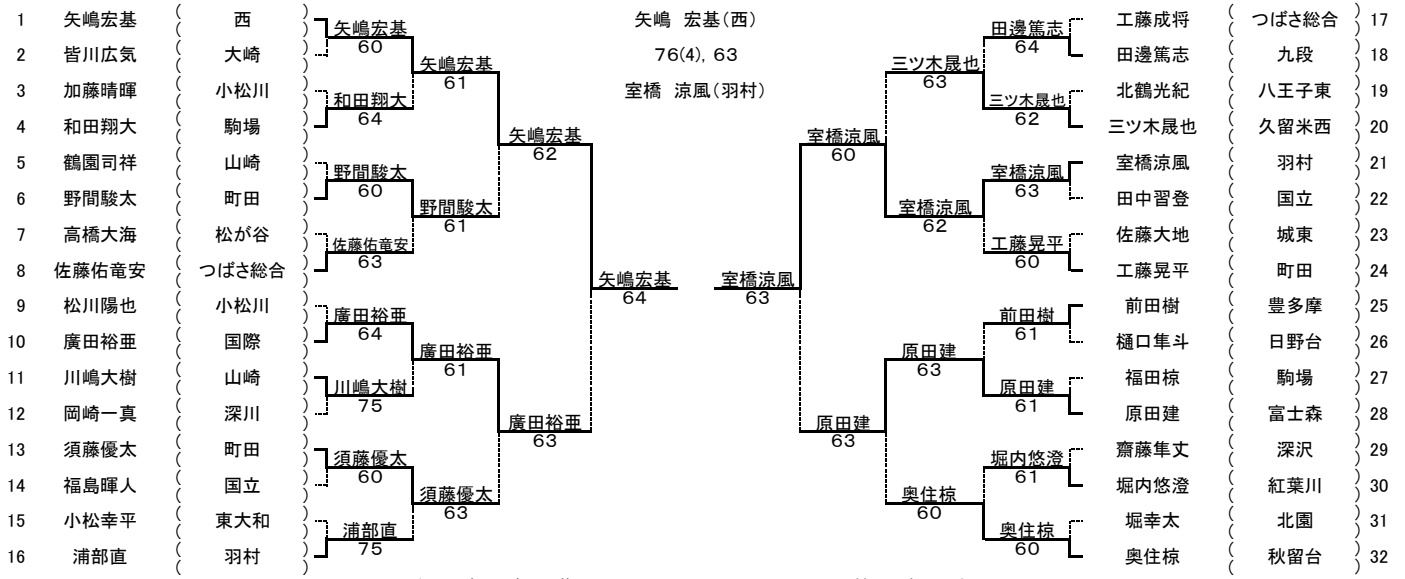 1 矢嶋宏基 ( 西 )
2 皆川広気 ( 大崎 )
3 加藤晴暉 ( 小松川 )
4 和田翔大 ( 駒場 )
5 鶴園司祥 ( 山崎 )
6 野間駿太 ( 町田 )
7 高橋大海 ( 松が谷 )
8 佐藤佑竜安 ( つばさ総合 )
9 松川陽也 ( 小松川 )
10 廣田裕亜 ( 国際 )
11 川嶋大樹 ( 山崎 )
12 岡崎一真 ( 深川 )
13 須藤優太 ( 町田 )
14 福島暉人 ( 国立 )
15 小松幸平 ( 東大和 )
16 浦部直 ( 羽村 )
矢嶋宏基
60
和田翔大
64
野間駿太
60
佐藤佑竜安
63
廣田裕亜
64
川嶋大樹
75
須藤優太
60
浦部直
75
矢嶋宏基
61
野間駿太
61
廣田裕亜
61
須藤優太
63
矢嶋宏基
62
廣田裕亜
63
矢嶋宏基
64
矢嶋 宏基(西)
76(4), 63
室橋 涼風(羽村)
室橋涼風
63
室橋涼風
60
原田建
63
三ツ木晟也
63
室橋涼風
62
原田建
63
奥住椋
60
田邊篤志
64
三ツ木晟也
62
室橋涼風
63
工藤晃平
60
前田樹
61
原田建
61
堀内悠澄
61
奥住椋
60
工藤成将 ( つばさ総合 ) 17
田邊篤志 ( 九段 ) 18
北鶴光紀 ( 八王子東 ) 19
三ツ木晟也 ( 久留米西 ) 20
室橋涼風 ( 羽村 ) 21
田中習登 ( 国立 ) 22
佐藤大地 ( 城東 ) 23
工藤晃平 ( 町田 ) 24
前田樹 ( 豊多摩 ) 25
樋口隼斗 ( 日野台 ) 26
福田椋 ( 駒場 ) 27
原田建 ( 富士森 ) 28
齋藤隼丈 ( 深沢 ) 29
堀内悠澄 ( 紅葉川 ) 30
堀幸太 ( 北園 ) 31
奥住椋 ( 秋留台 ) 32